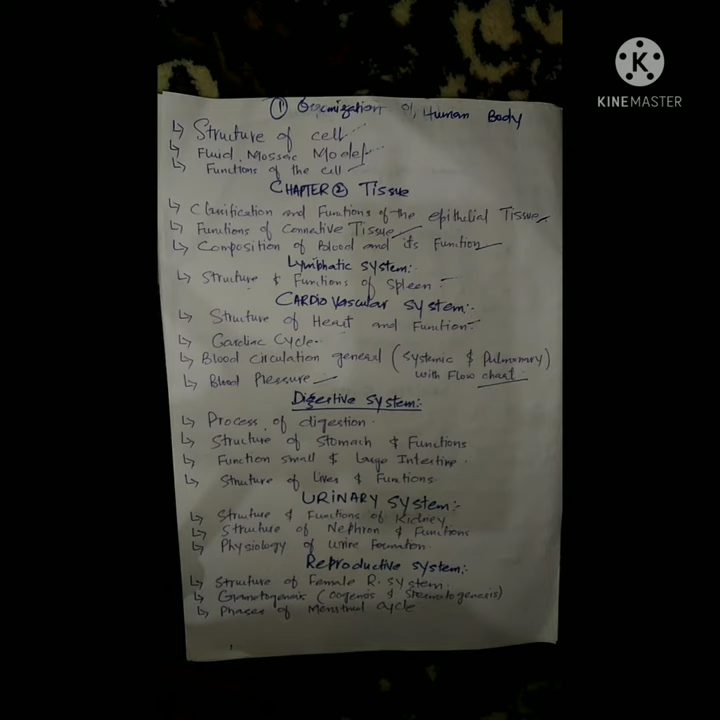 ① Organization of Human Body
↳ Structure of cell
↳ Fluid Mossaic Model
↳ Functions of the cell
CHAPTER ② Tissue
↳ Classification and Functions of the epithelial Tissue
↳ Functions of Connative Tissue
↳ Composition of Blood and its Function
Lymphatic system:-
↳ Structure & Functions of Spleen
CARDIO VASCULAR SYSTEM:-
↳ Structure of Heart and Function
↳ Cardiac Cycle
↳ Blood circulation general (systemic & Pulmonary)
with Flow chart
↳ Blood Pressure
Digestive system:-
↳ Process of digestion
↳ Structure of Stomach & Functions
↳ Function small & Large Intestine
↳ Structure of Liver & Functions
URINARY SYSTEM:-
↳ Structure & Functions of Kidney
↳ Structure of Nephron & Functions
↳ Physiology of urine Formation
Reproductive system:-
↳ Structure of Female R. system
↳ (Oogenois & Spermatogenesis)
↳ Phases of Menstrual cycle
K
KINEMASTER